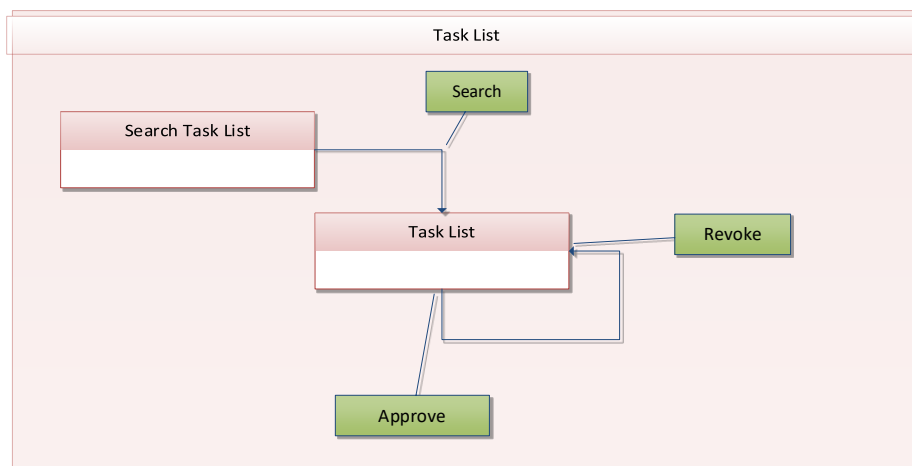 Task List
Search
Search Task List
Task List
Revoke
Approve